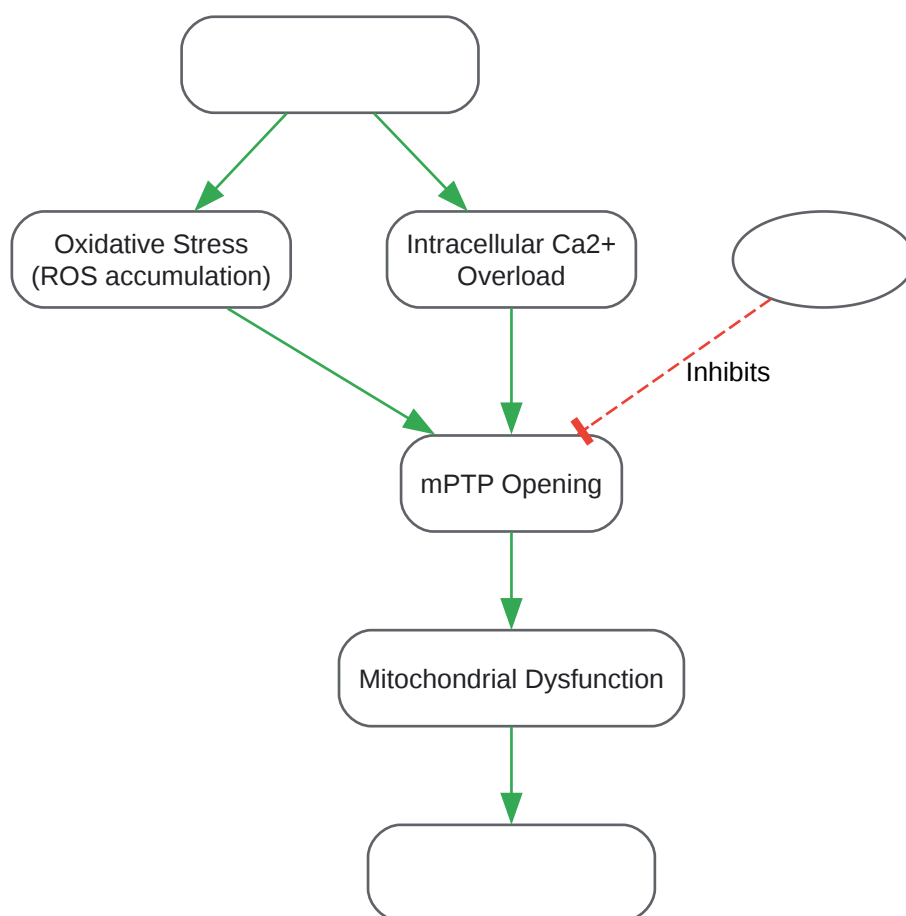 Oxidative Stress
(ROS accumulation)
Intracellular Ca2+
Overload
Inhibits
mPTP Opening
Mitochondrial Dysfunction